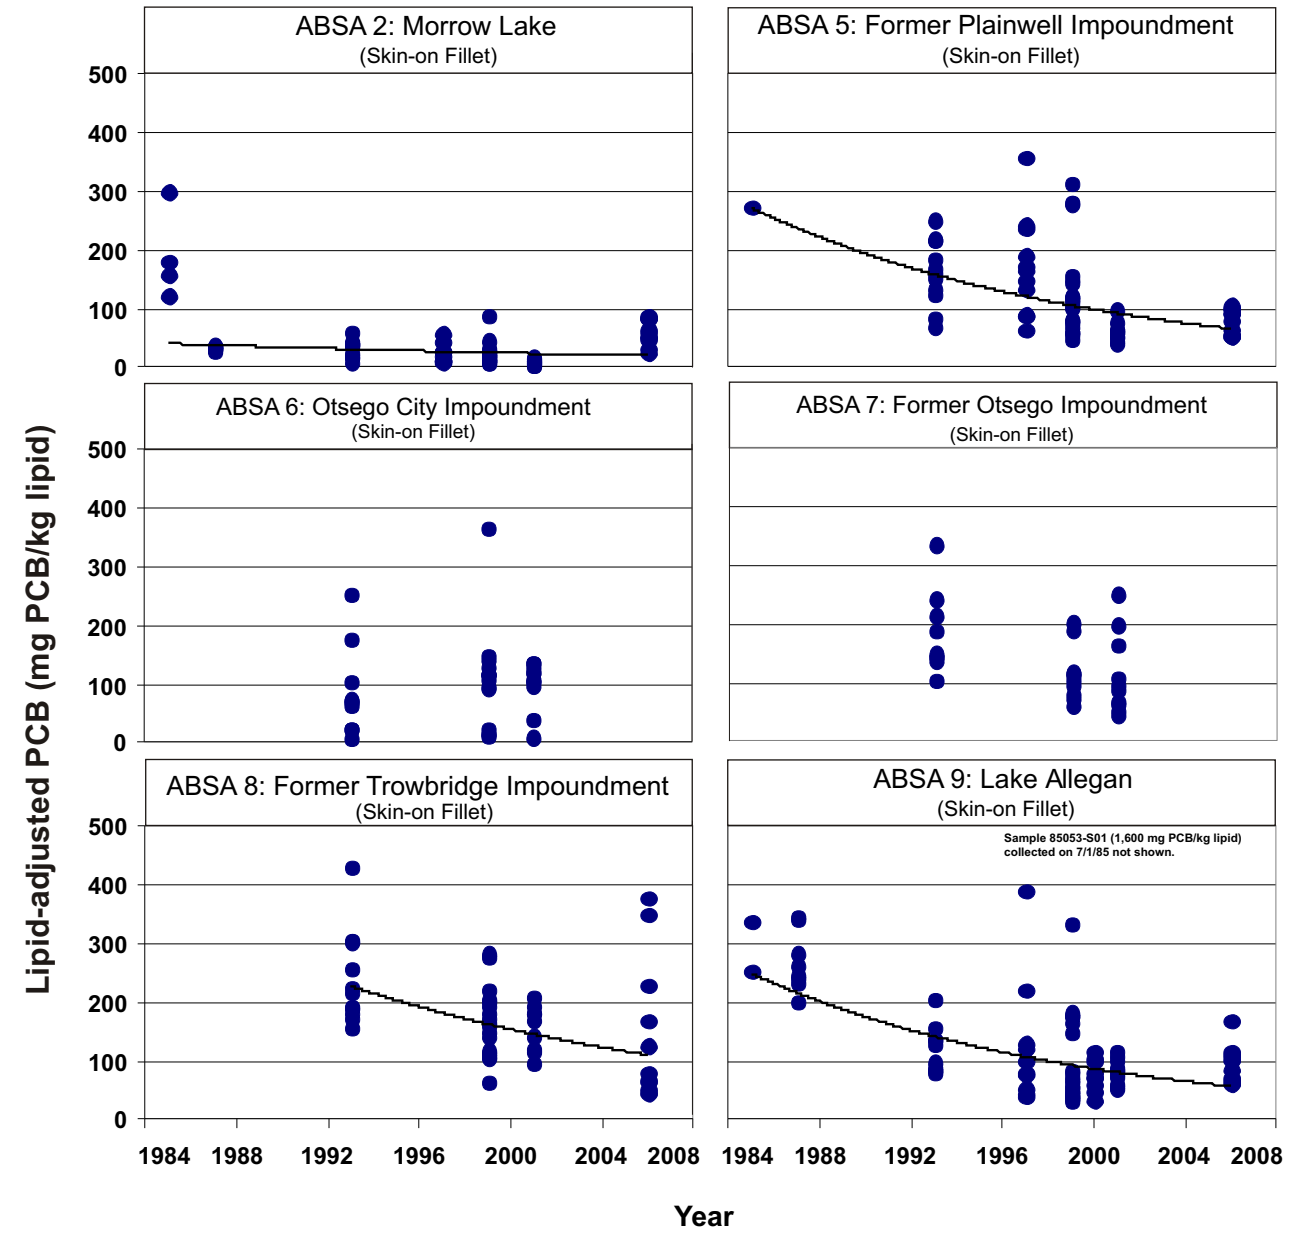 ABSA 2: Morrow Lake
(Skin-on Fillet)
ABSA 5: Former Plainwell Impoundment
(Skin-on Fillet)
500
400
300
200
100
0
ABSA 6: Otsego City Impoundment
(Skin-on Fillet)
ABSA 7: Former Otsego Impoundment
(Skin-on Fillet)
500
400
300
200
100
0
Lipid-adjusted PCB (mg PCB/kg lipid)
ABSA 8: Former Trowbridge Impoundment
(Skin-on Fillet)
ABSA 9: Lake Allegan
(Skin-on Fillet)
Sample 85053-S01 (1,600 mg PCB/kg lipid)
collected on 7/1/85 not shown.
500
400
300
200
100
0
1984 1988 1992 1996 2000 2004 2008
1984 1988 1992 1996 2000 2004 2008
Year